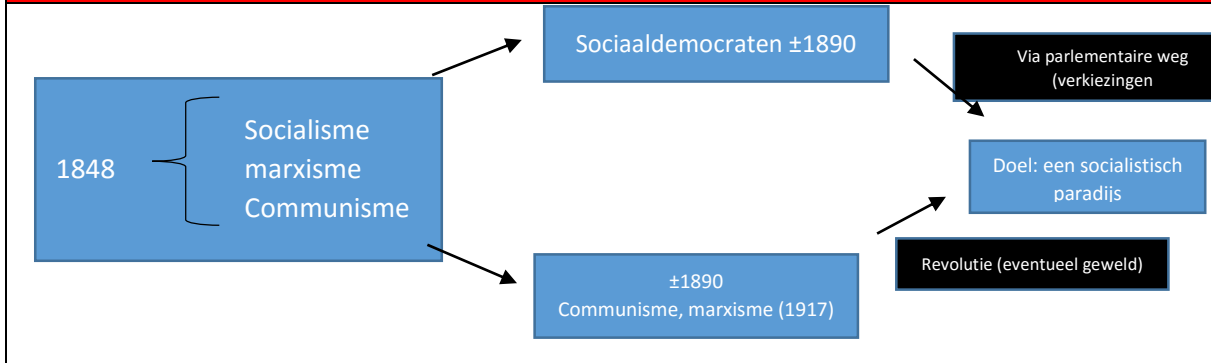 1848
Socialisme
marxisme
Communisme
Sociaaldemocraten ±1890
Via parlementaire weg
(verkiezingen
Doel: een socialistisch
paradijs
±1890
Communisme, marxisme (1917)
Revolutie (eventueel geweld)